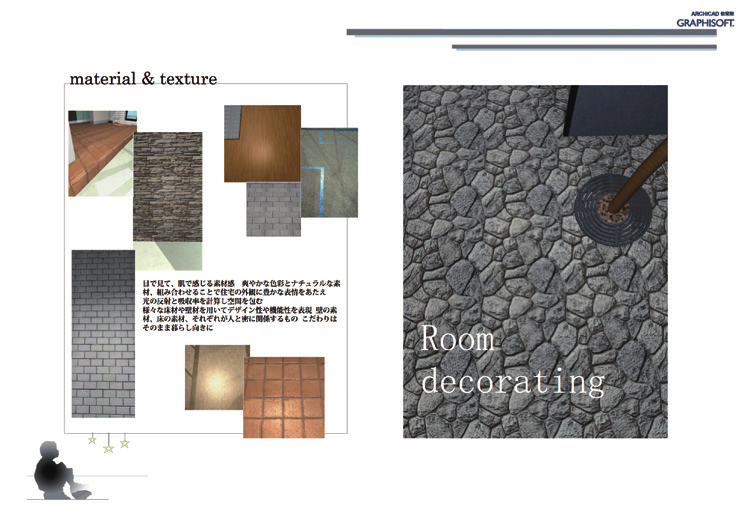 ARCHICAD 教育版
GRAPHISOFT.
material & texture
目で見て、肌で感じる素材感　爽やかな色彩とナチュラルな素
材、組み合わせることで住宅の外観に豊かな表情をあたえ
光の反射と吸収率を計算し空間を包む
様々な床材や壁材を用いてデザイン性や機能性を表現 壁の素
材、床の素材、それぞれが人と密に関係するもの こだわりは
そのまま暮らし向きに
Room
decorating